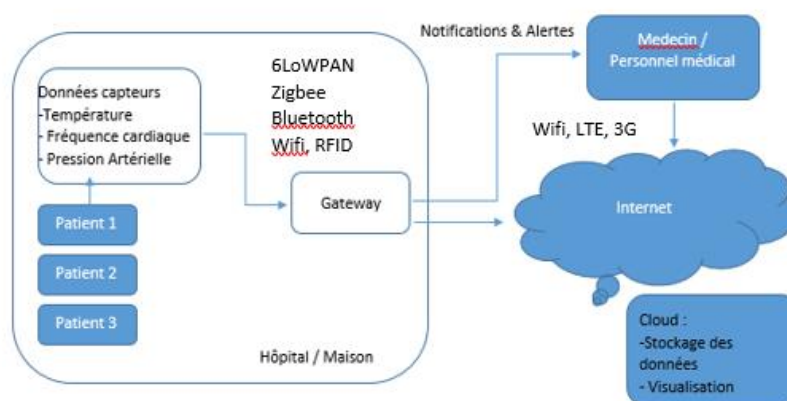 Données capteurs
-Température
- Fréquence cardiaque
- Pression Artérielle
Patient 1
Patient 2
Patient 3
6LoWPAN
Zigbee
Bluetooth
Wifi, RFID
Gateway
Hôpital / Maison
Notifications & Alertes
Medecin /
Personnel médical
Wifi, LTE, 3G
Internet
Cloud :
-Stockage des
données
- Visualisation